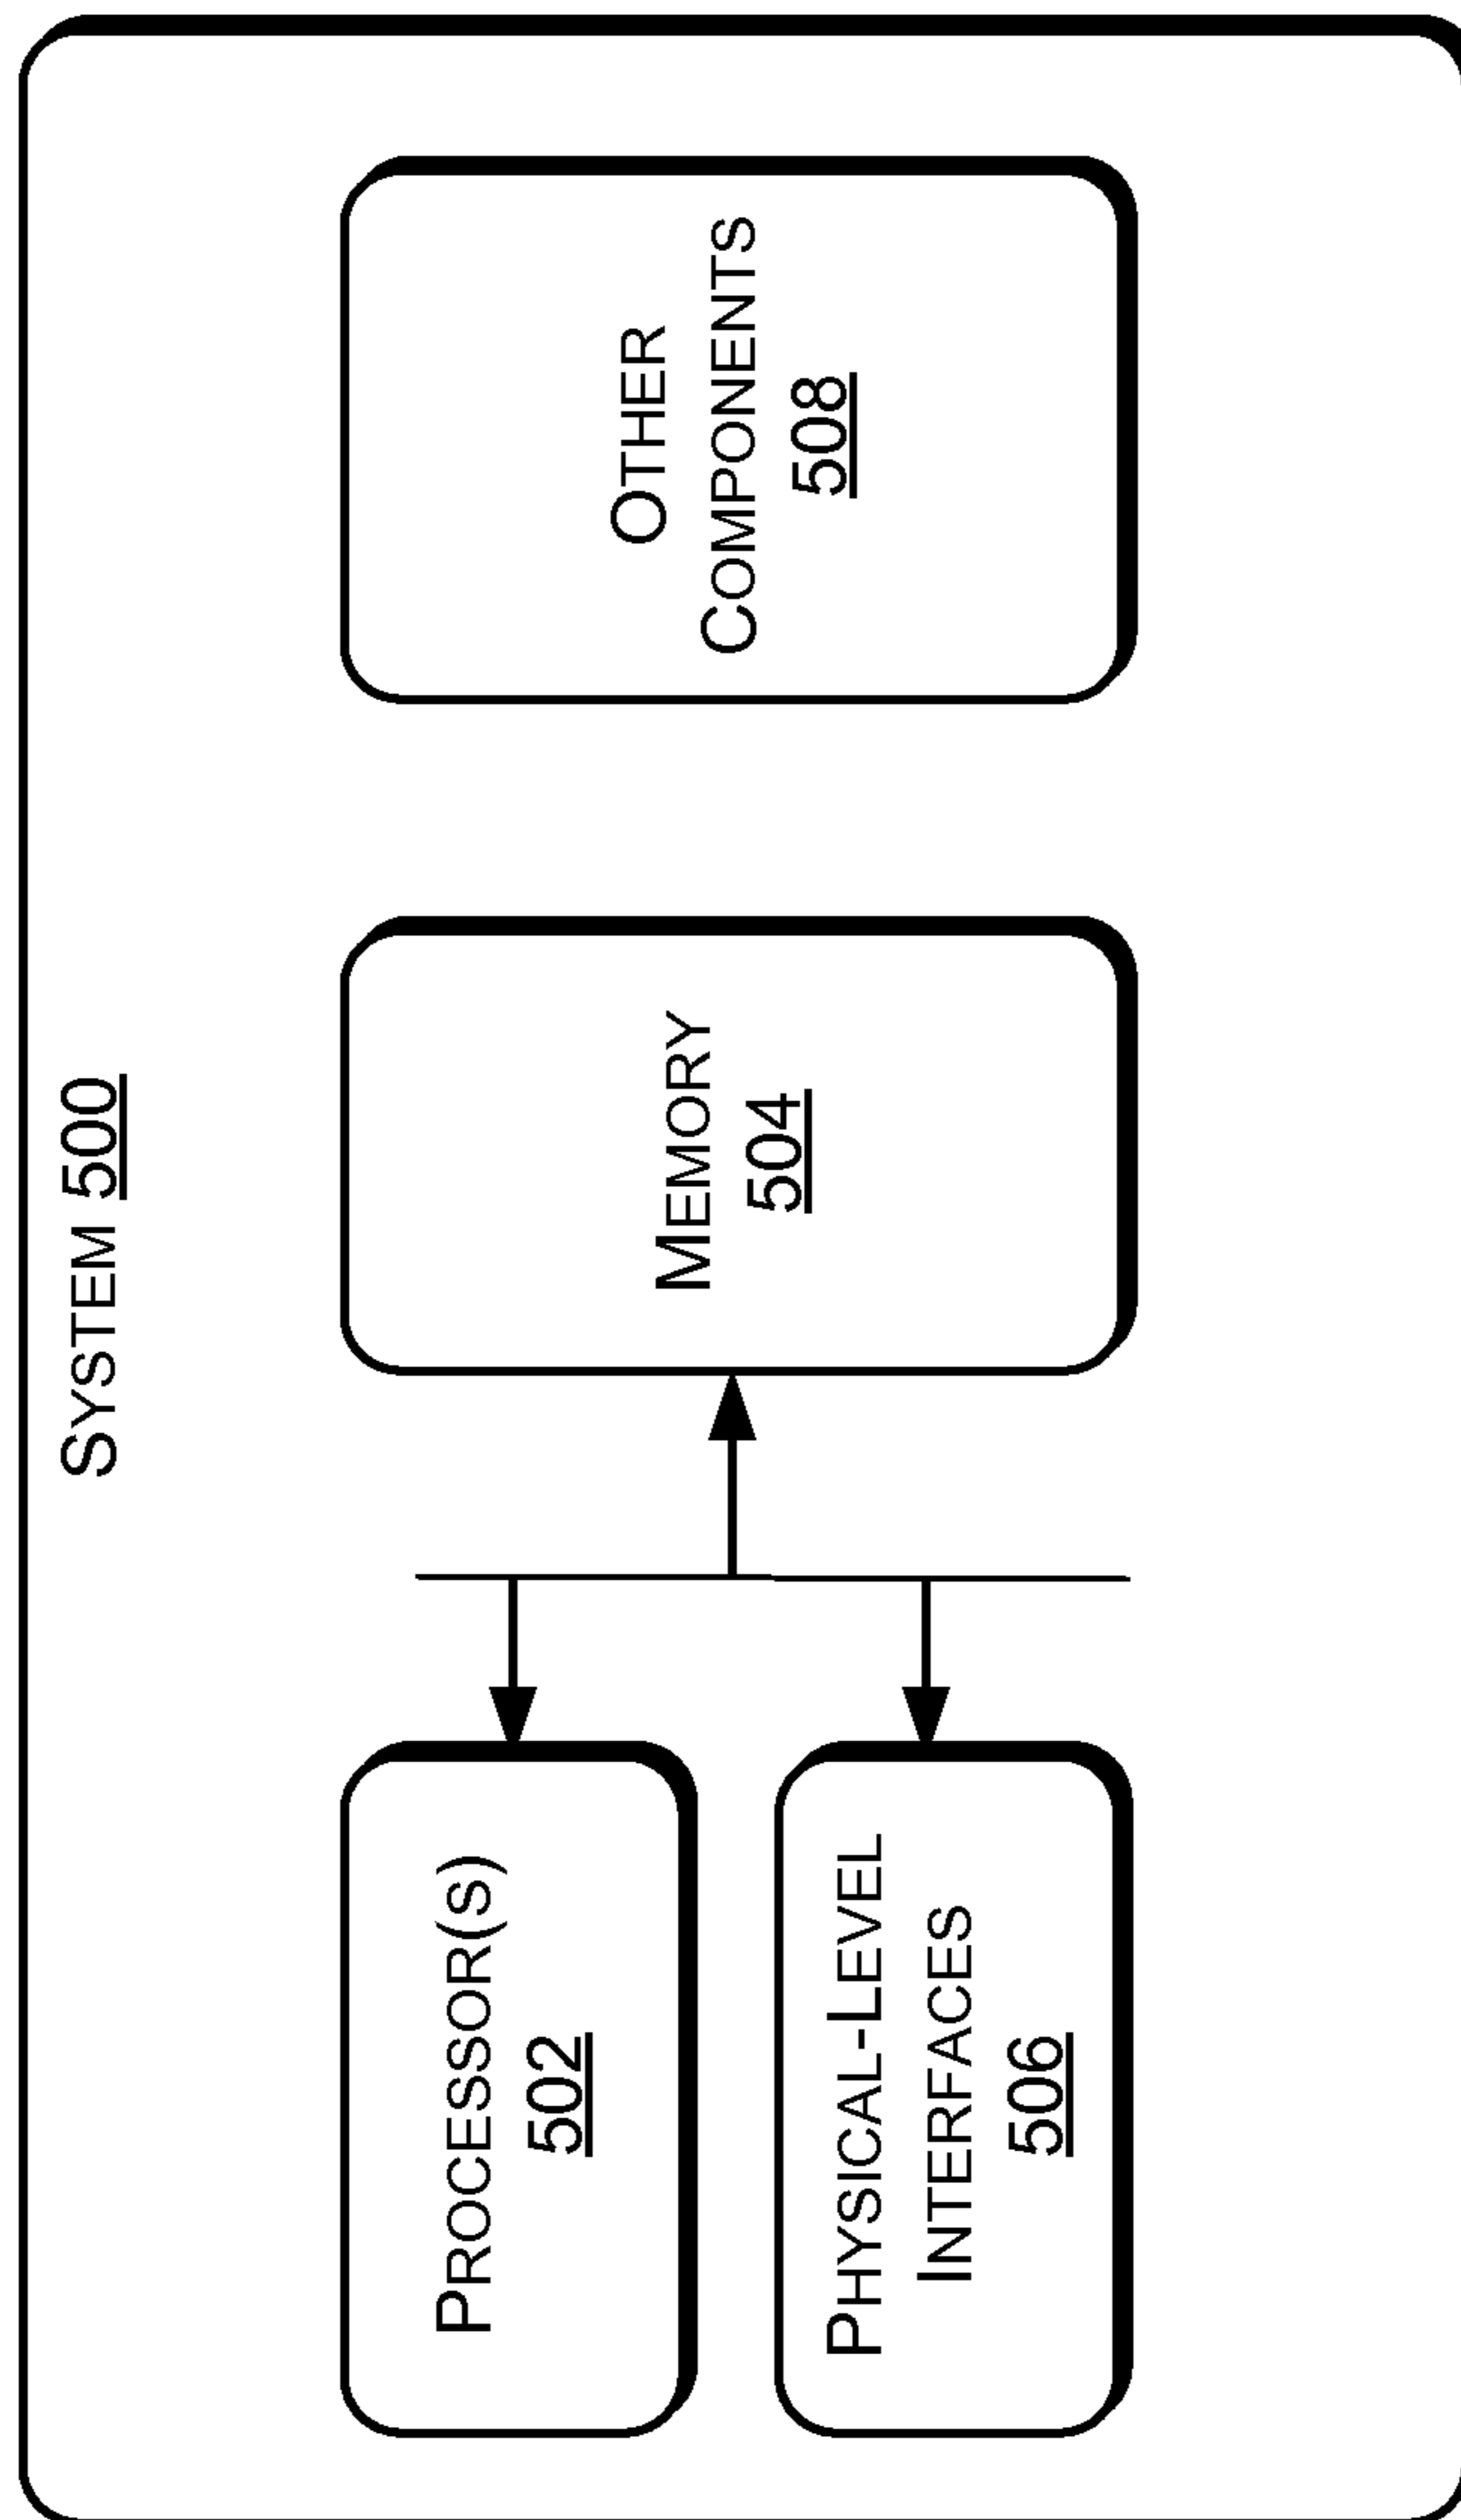 SYSTEM 500
PROCESSOR(S)
502
PHYSICAL-LEVEL
INTERFACES
506
MEMORY
504
OTHER
COMPONENTS
508